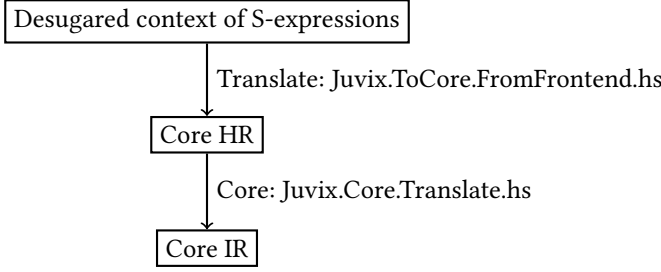 Desugared context of S-expressions
Translate: Juvix.ToCore.FromFrontend.hs
Core HR
Core: Juvix.Core.Translate.hs
Core IR